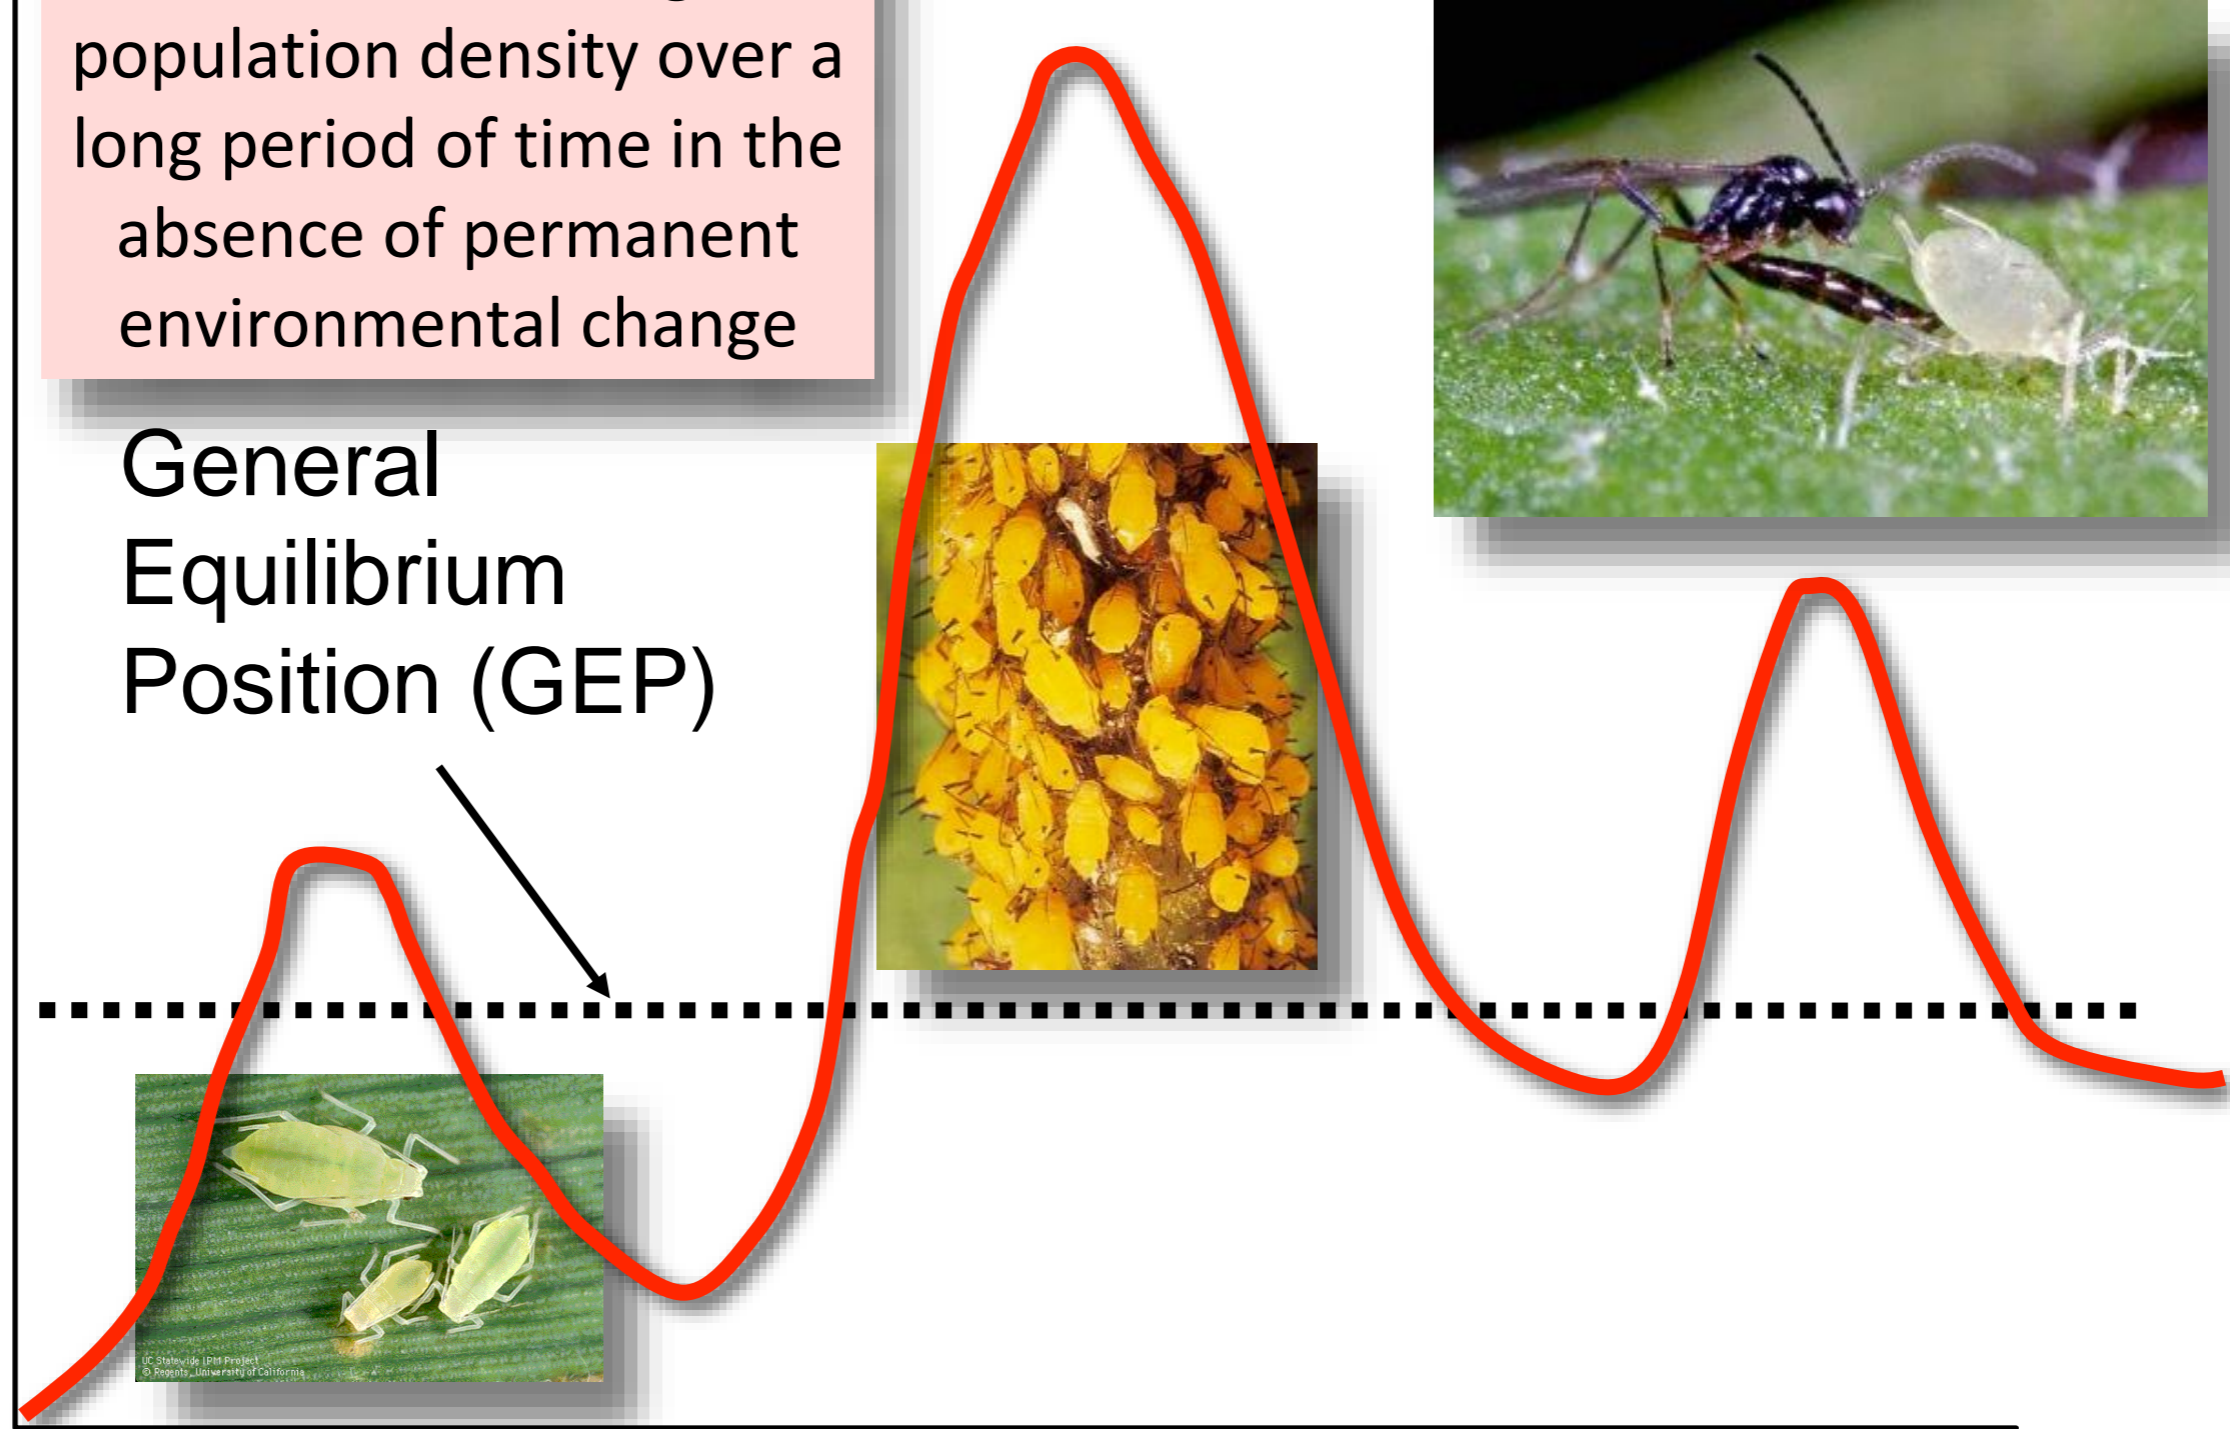 population density over a
long period of time in the
absence of permanent
environmental change
General
Equilibrium
Position (GEP)
UC Statewide IPM Project
© Regents, University of California